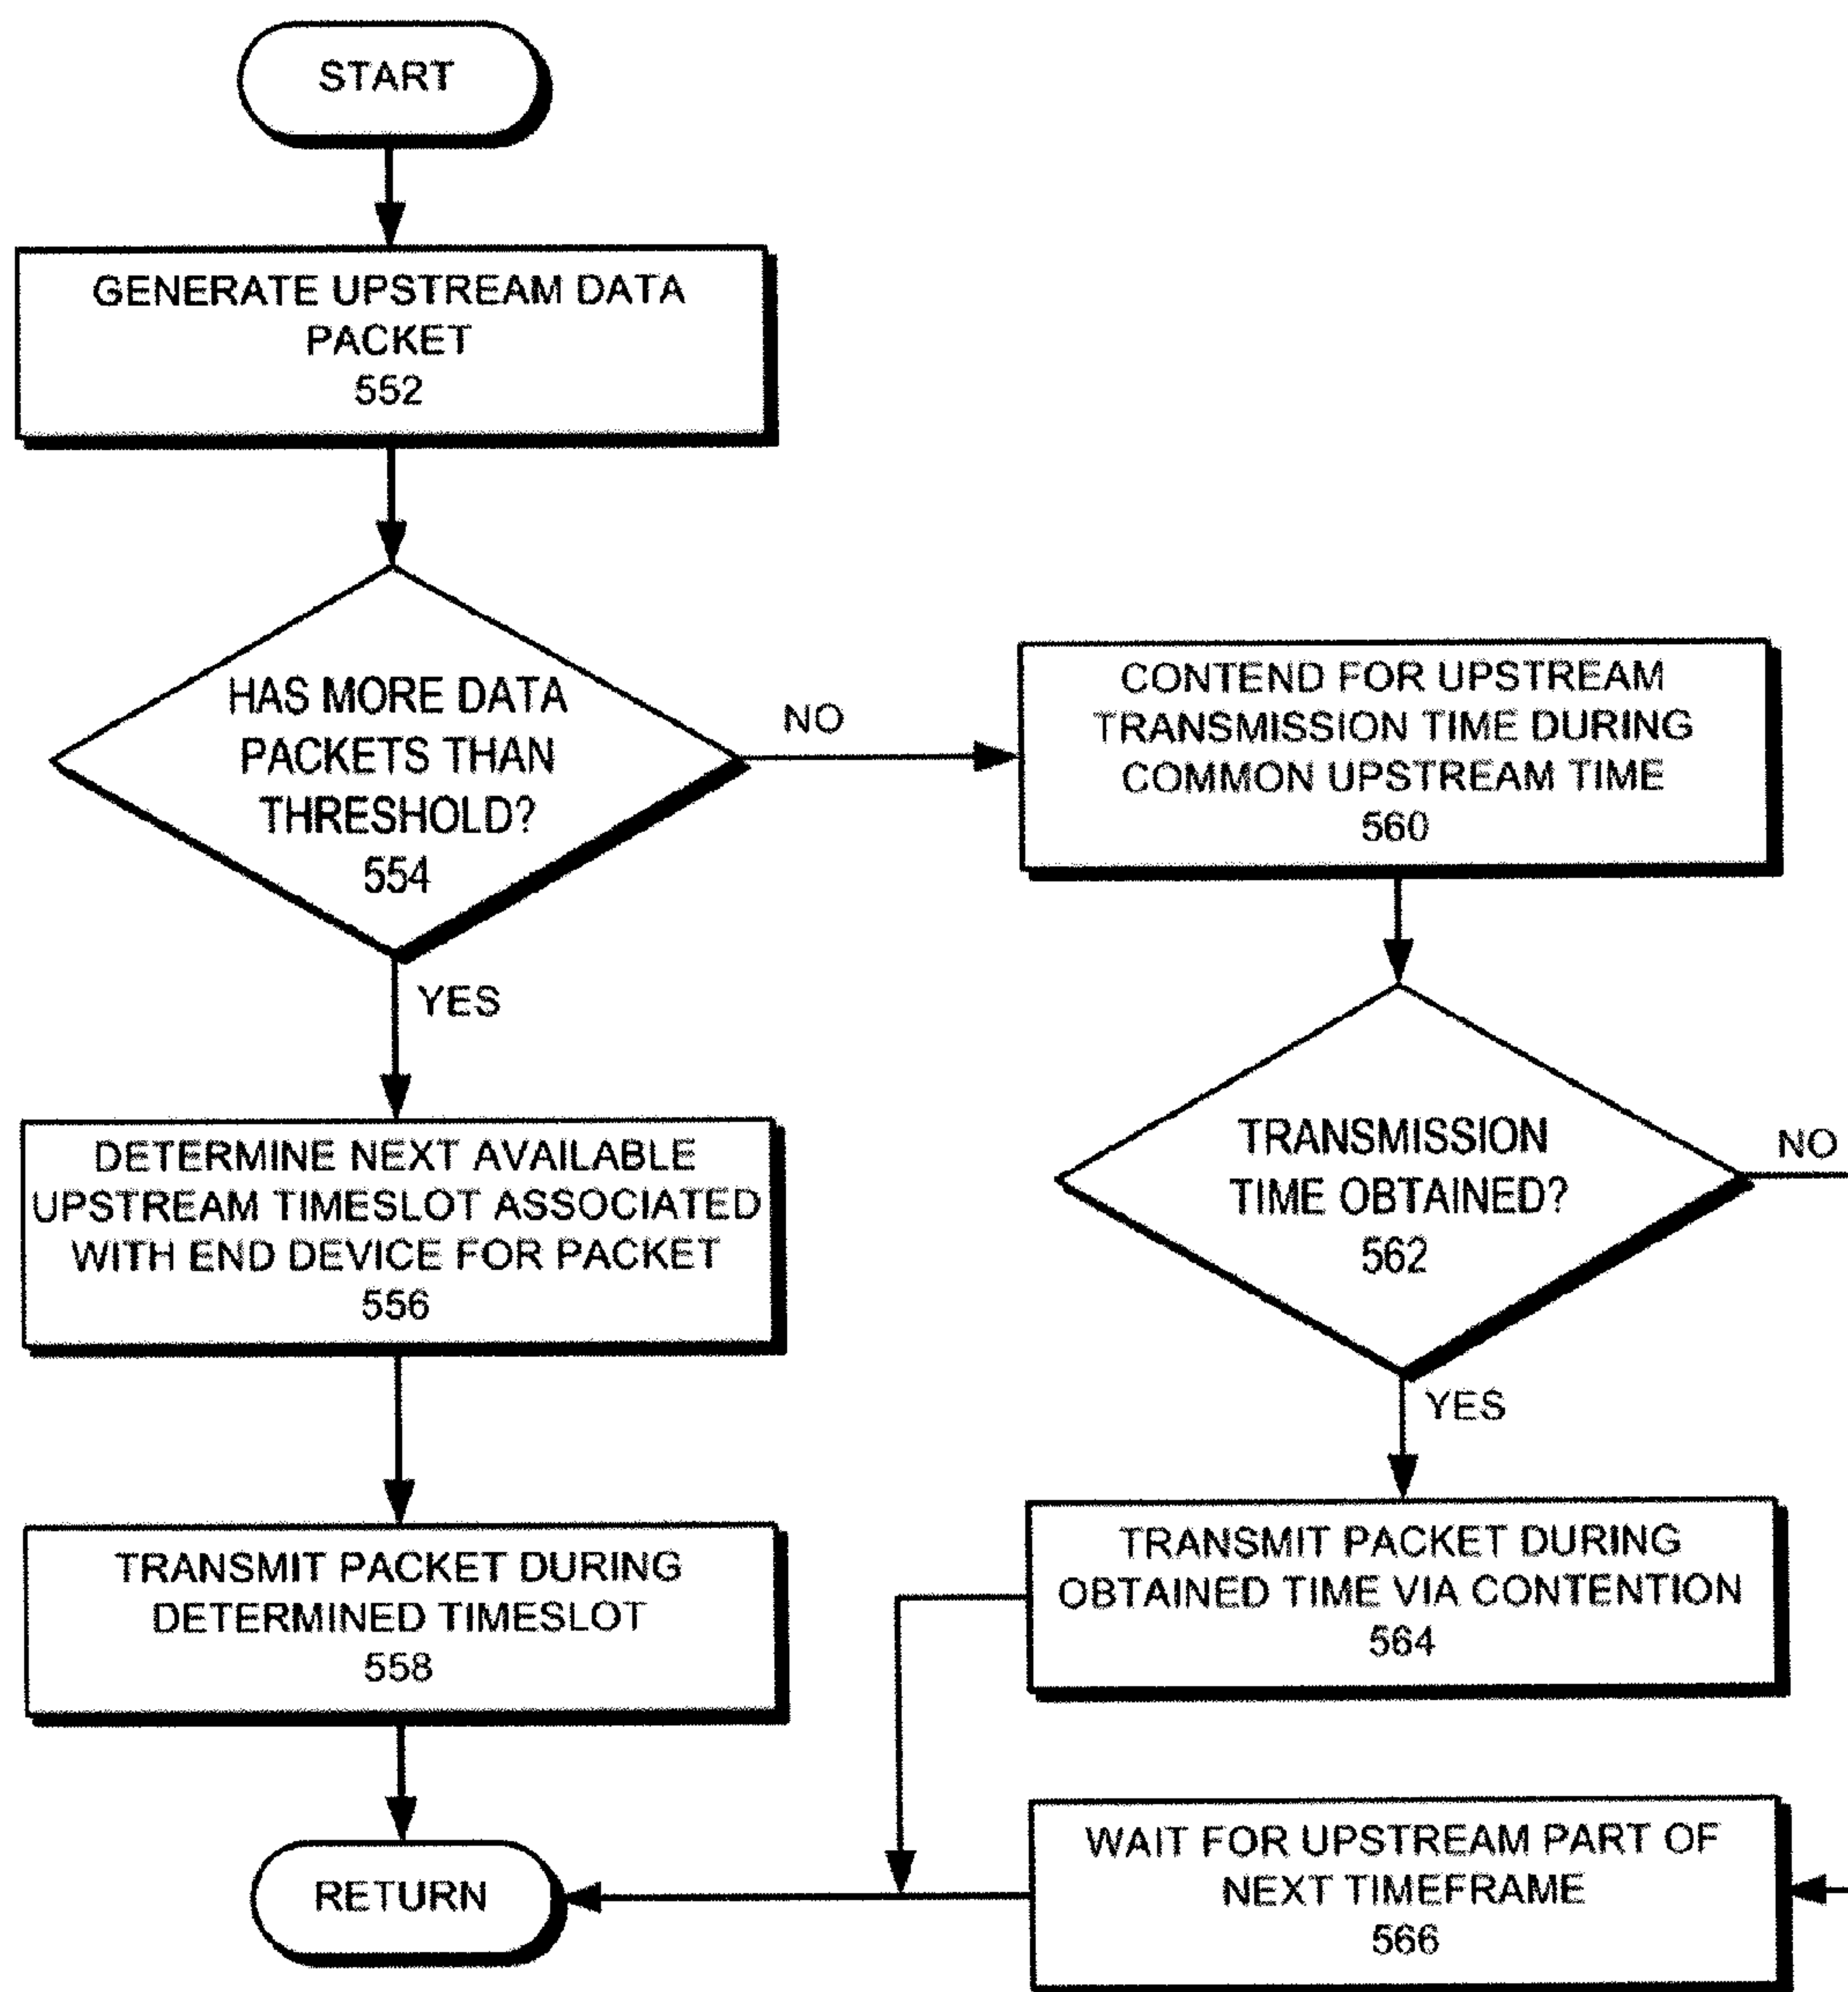 START
GENERATE UPSTREAM DATA
PACKET
552
HAS MORE DATA
PACKETS THAN
THRESHOLD?
554
NO
YES
CONTEND FOR UPSTREAM
TRANSMISSION TIME DURING
COMMON UPSTREAM TIME
560
TRANSMISSION
TIME OBTAINED?
562
NO
YES
DETERMINE NEXT AVAILABLE
UPSTREAM TIMESLOT ASSOCIATED
WITH END DEVICE FOR PACKET
556
TRANSMIT PACKET DURING
DETERMINED TIMESLOT
558
TRANSMIT PACKET DURING
OBTAINED TIME VIA CONTENTION
564
WAIT FOR UPSTREAM PART OF
NEXT TIMEFRAME
566
RETURN